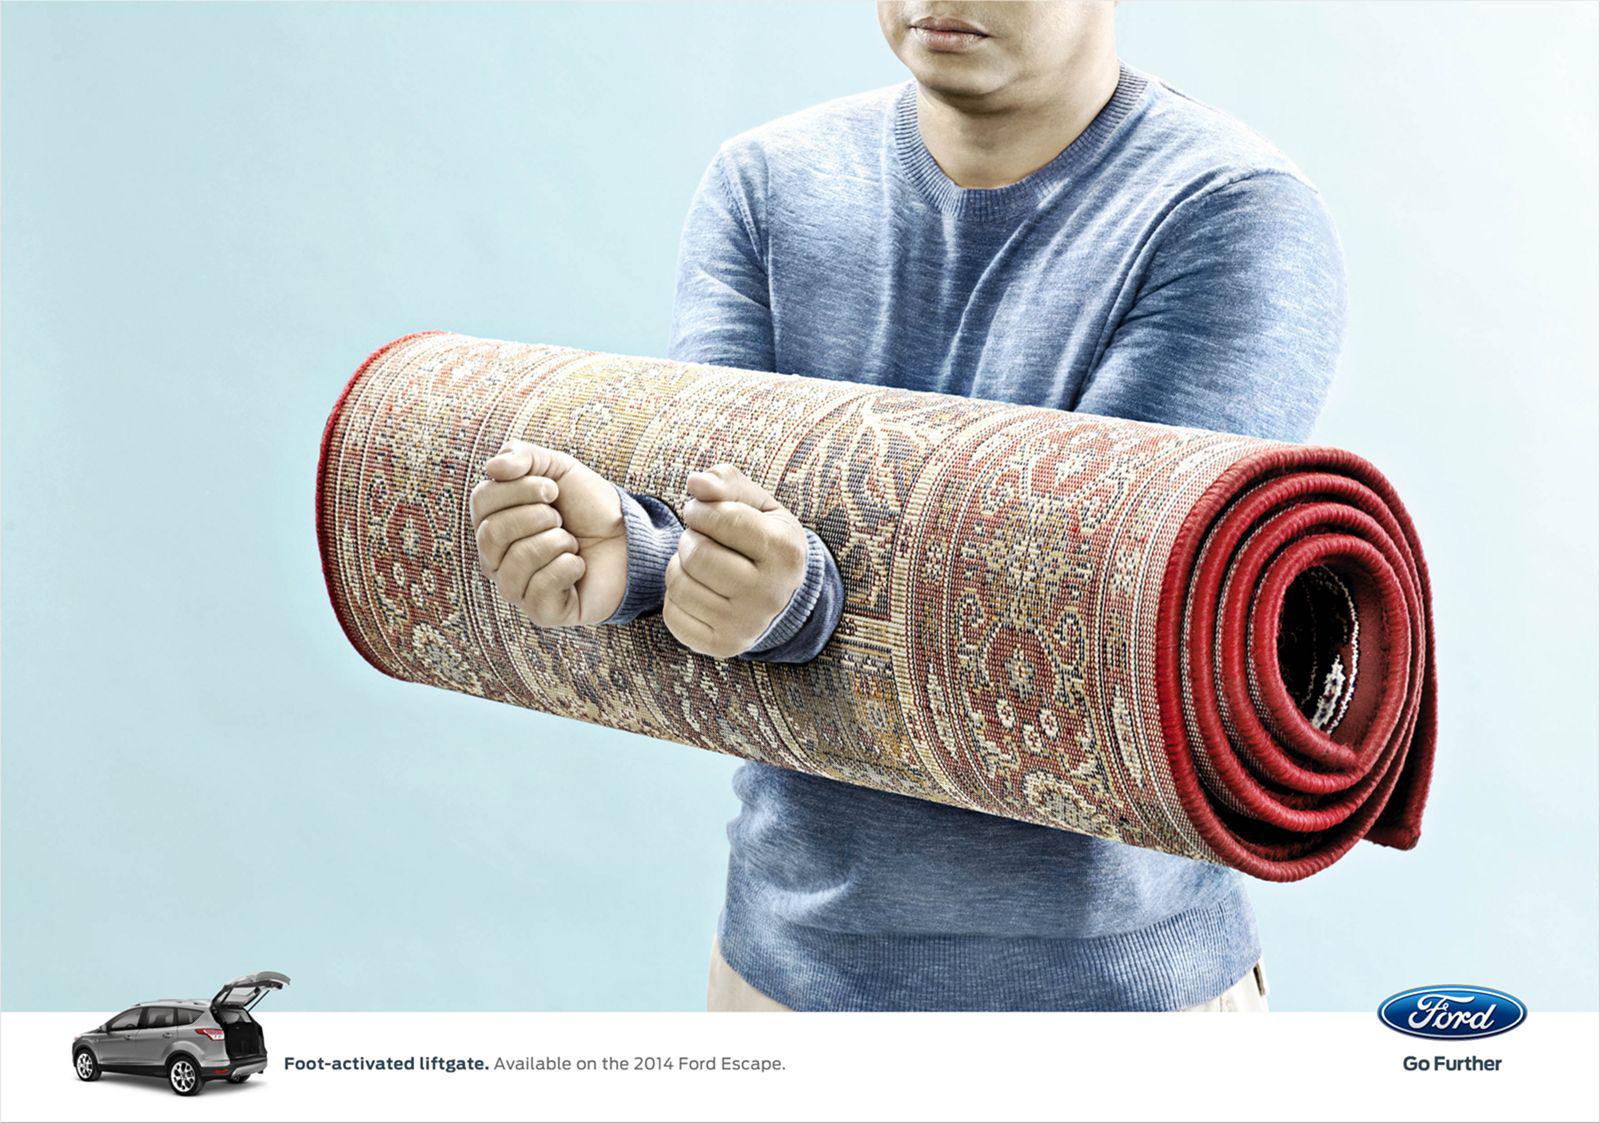 Foot-activated liftgate. Available on the 2014 Ford Escape.
Ford
Go Further